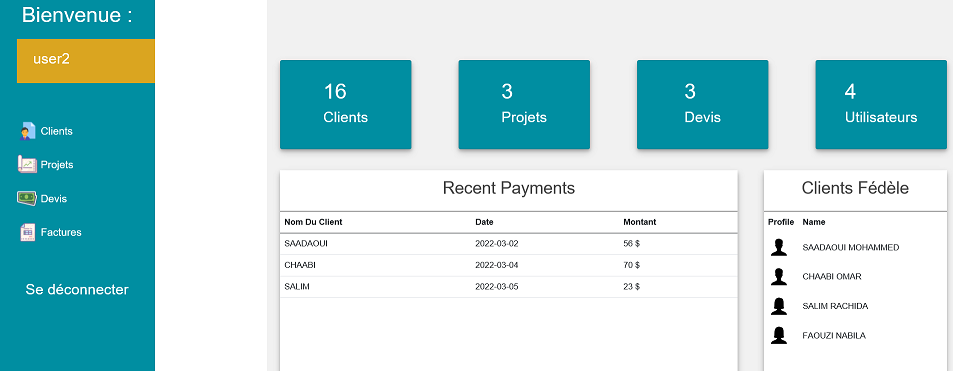 Bienvenue :
user2
Clients
Projets
Devis
Factures
Se déconnecter
16
Clients
3
Projets
3
Devis
4
Utilisateurs
Recent Payments
Nom Du Client Date Montant
SAADAOUI 2022-03-02 56 $
CHAABI 2022-03-04 70 $
SALIM 2022-03-05 23 $
Clients Fédèle
Profile Name
SAADAOUI MOHAMMED
CHAABI OMAR
SALIM RACHIDA
FAOUZI NABILA